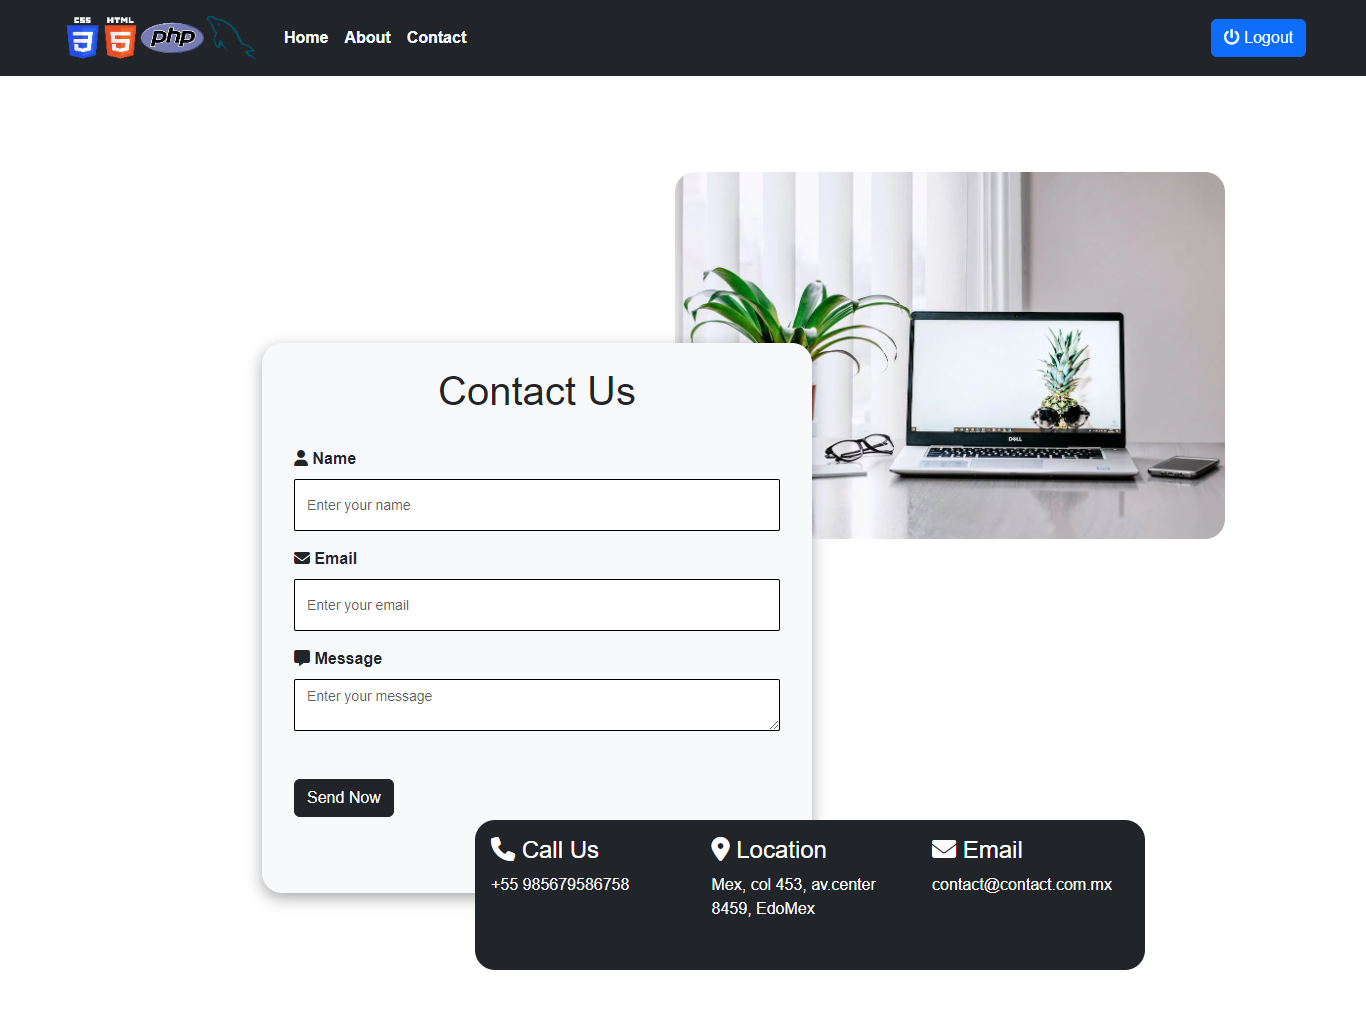 CSS HTML php
Home About Contact
Logout
DELL
Contact Us
Name
Enter your name
Email
Enter your email
Message
Enter your message
Send Now
Call Us
+55 985679586758
Location
Mex, col 453, av.center
8459, EdoMex
Email
contact@contact.com.mx